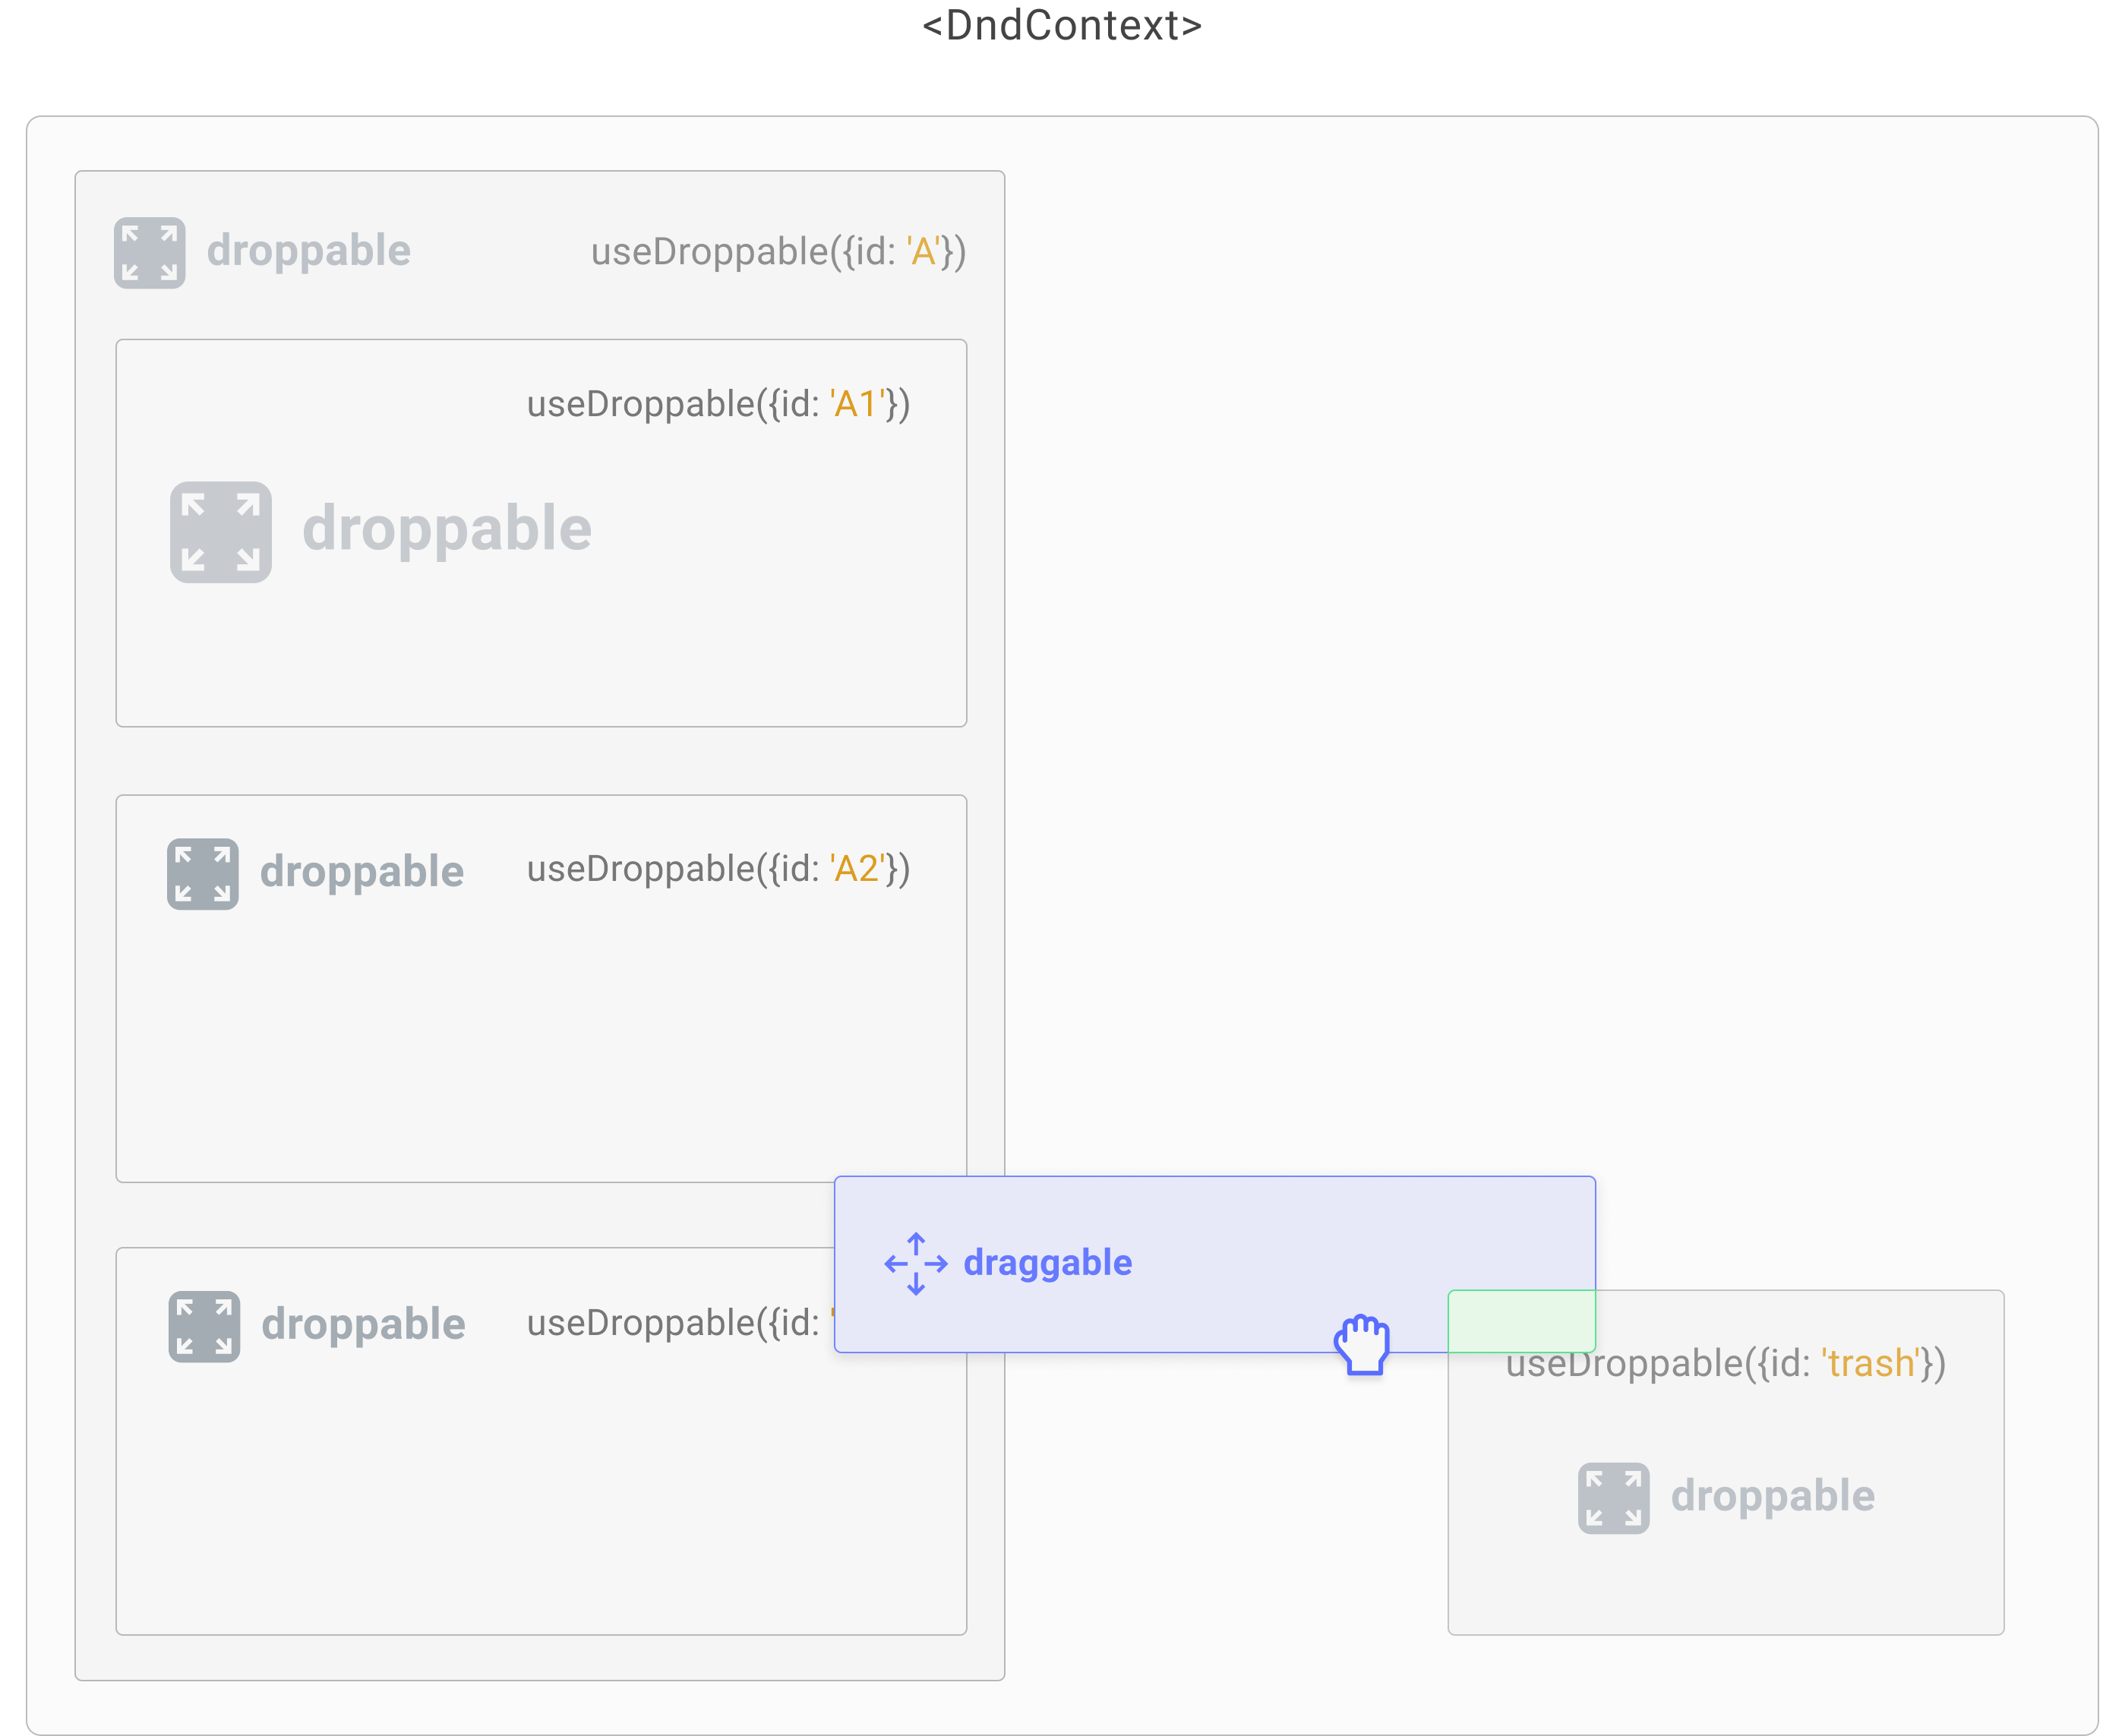 <DndContext>
droppable
useDroppable({id: 'A'})
useDroppable({id: 'A1'})
droppable
droppable
useDroppable({id: 'A2'})
draggable
droppable
useDroppable({id: '
useDroppable({id: 'trash'})
droppable